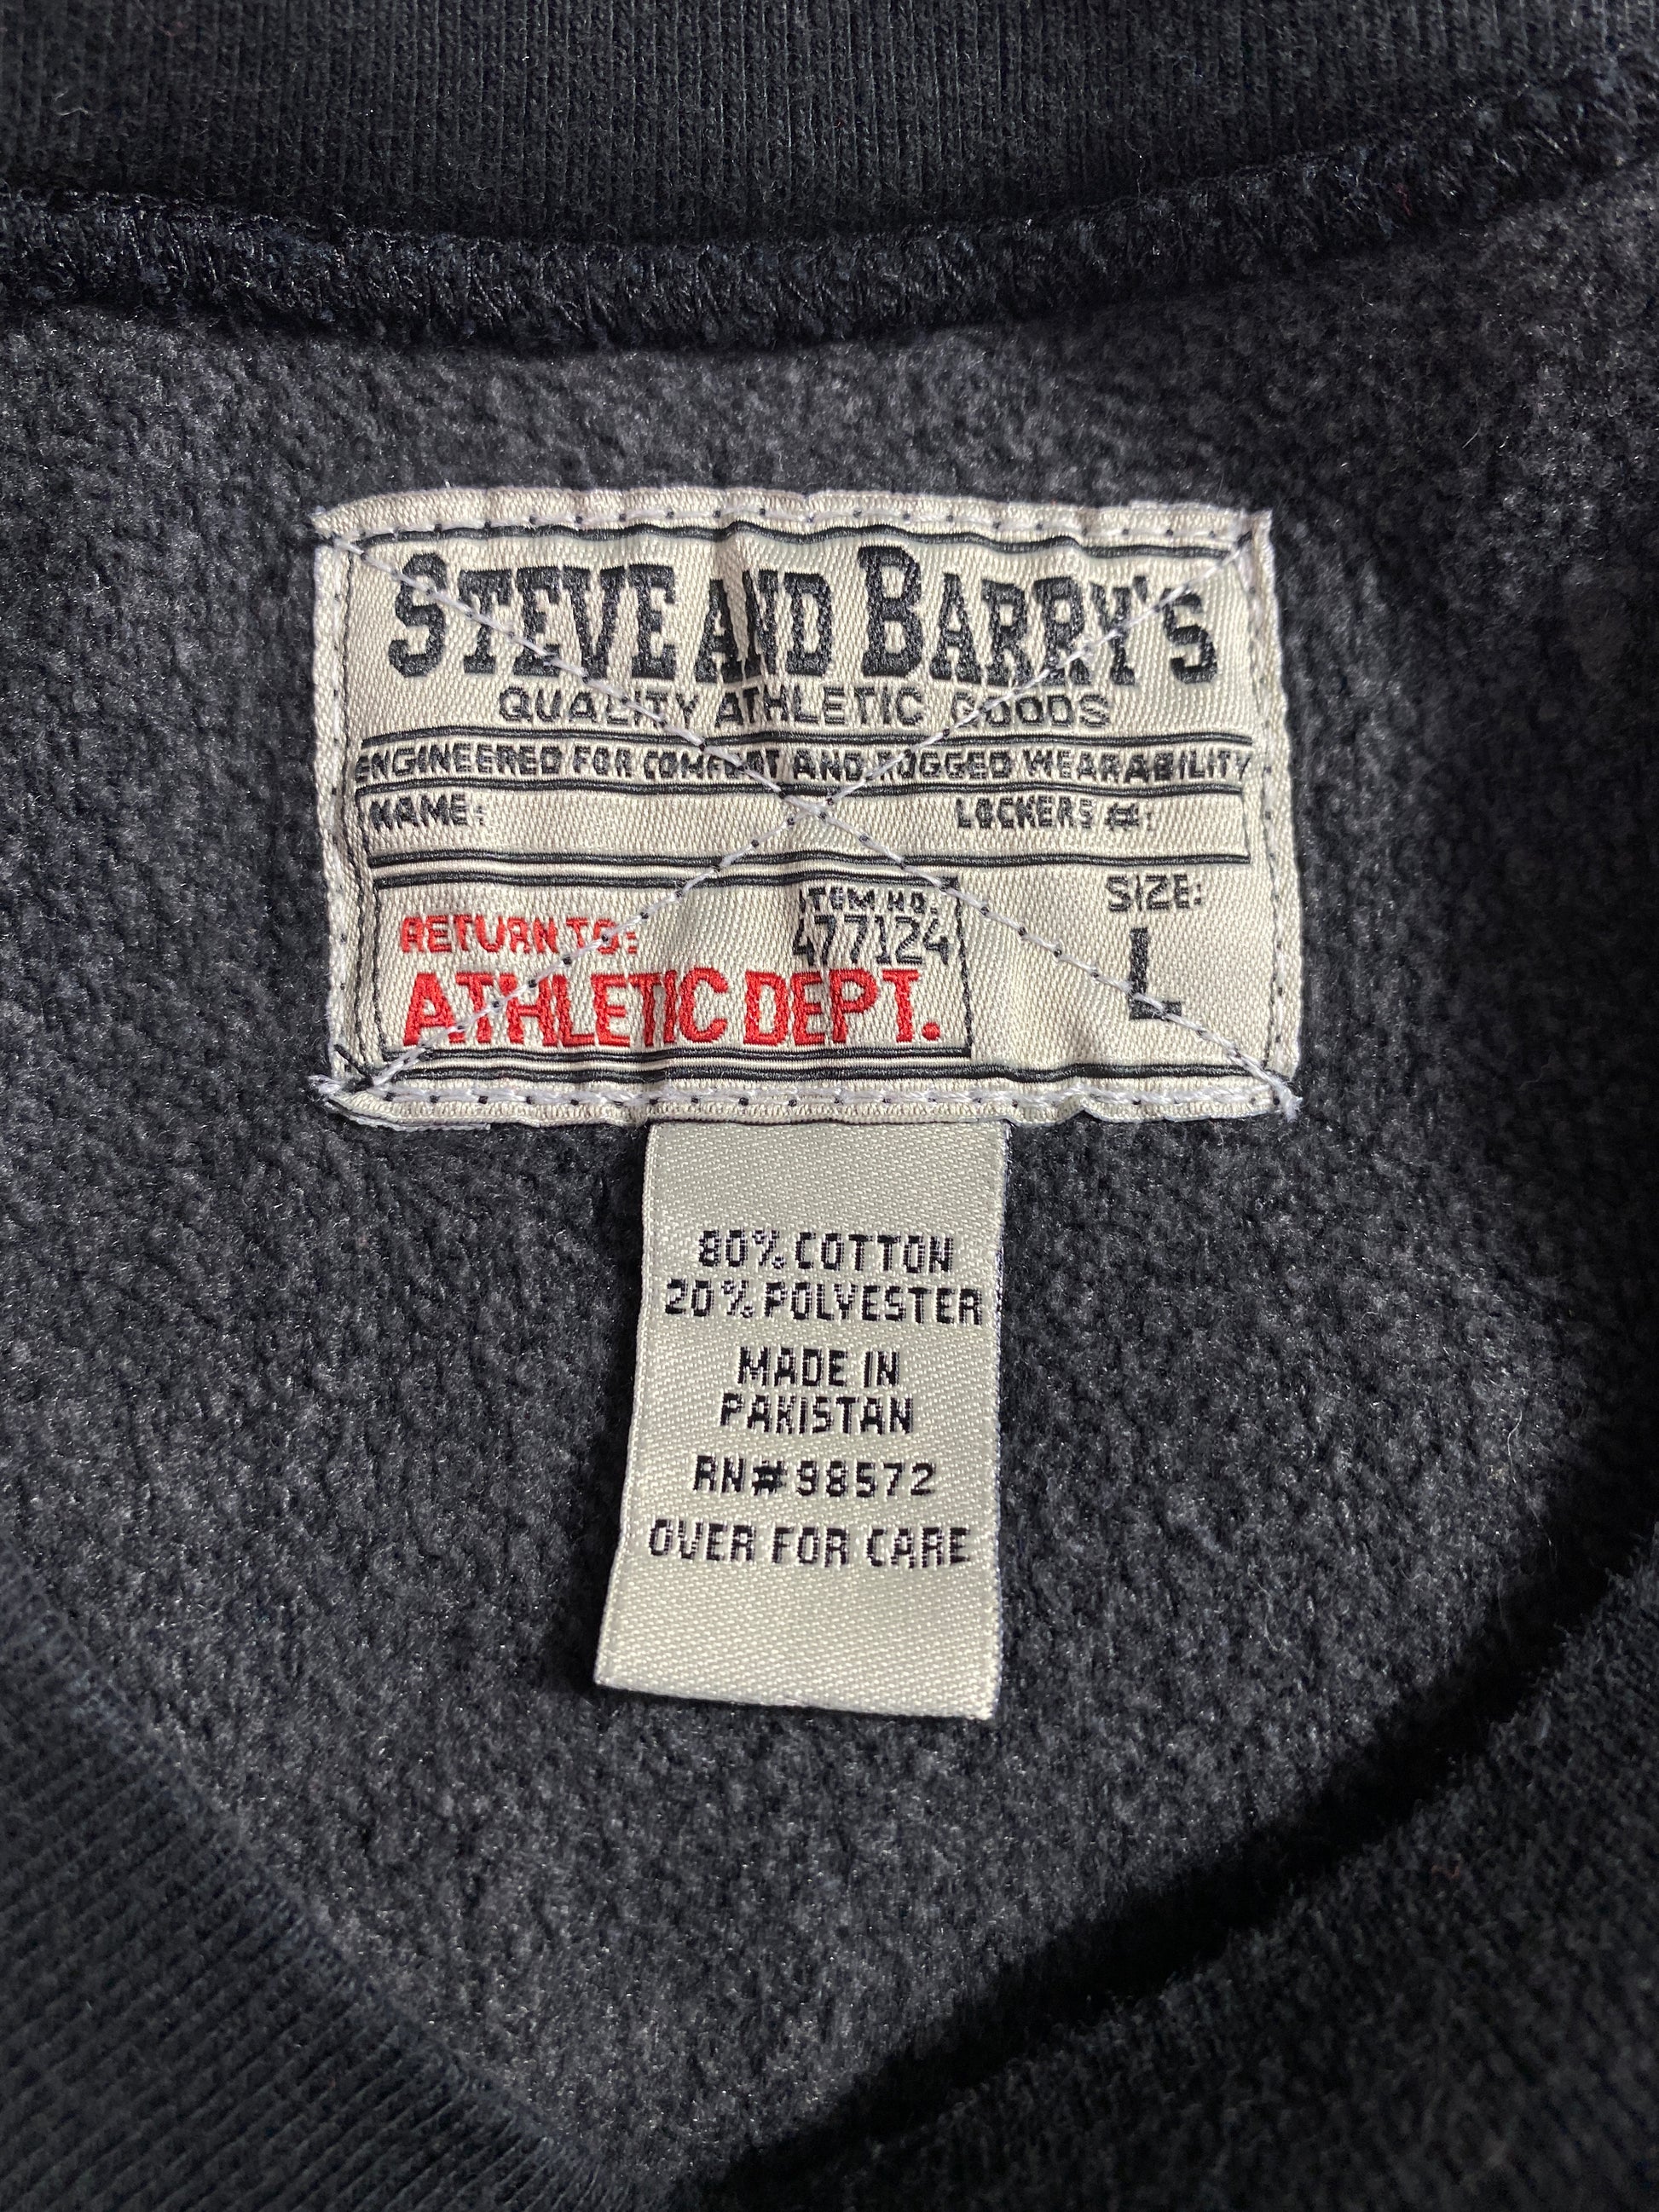 STEVE AND BARRY'S
QUALITY ATHLETIC GOODS
ENGINEERED FOR COMFORT AND RUGGED WEARABILITY
NAME: LOCKERS #:
RETURN TO: ITEM NO. SIZE:
477124
ATHLETIC DEPT. L
80% COTTON
20% POLYESTER
MADE IN
PAKISTAN
RN# 98572
OVER FOR CARE